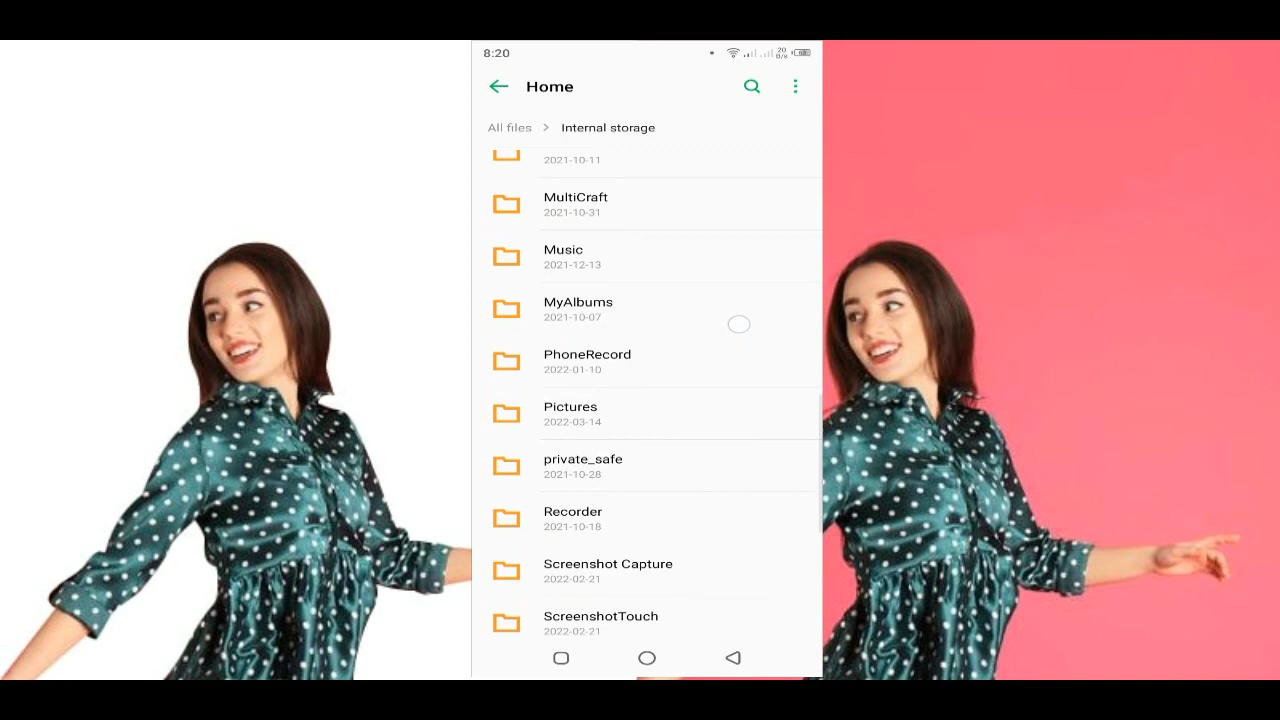 8:20
20
B/s
Home
All files > Internal storage
2021-10-11
MultiCraft
2021-10-31
Music
2021-12-13
MyAlbums
2021-10-07
PhoneRecord
2022-01-10
Pictures
2022-03-14
private_safe
2021-10-28
Recorder
2021-10-18
Screenshot Capture
2022-02-21
ScreenshotTouch
2022-02-21